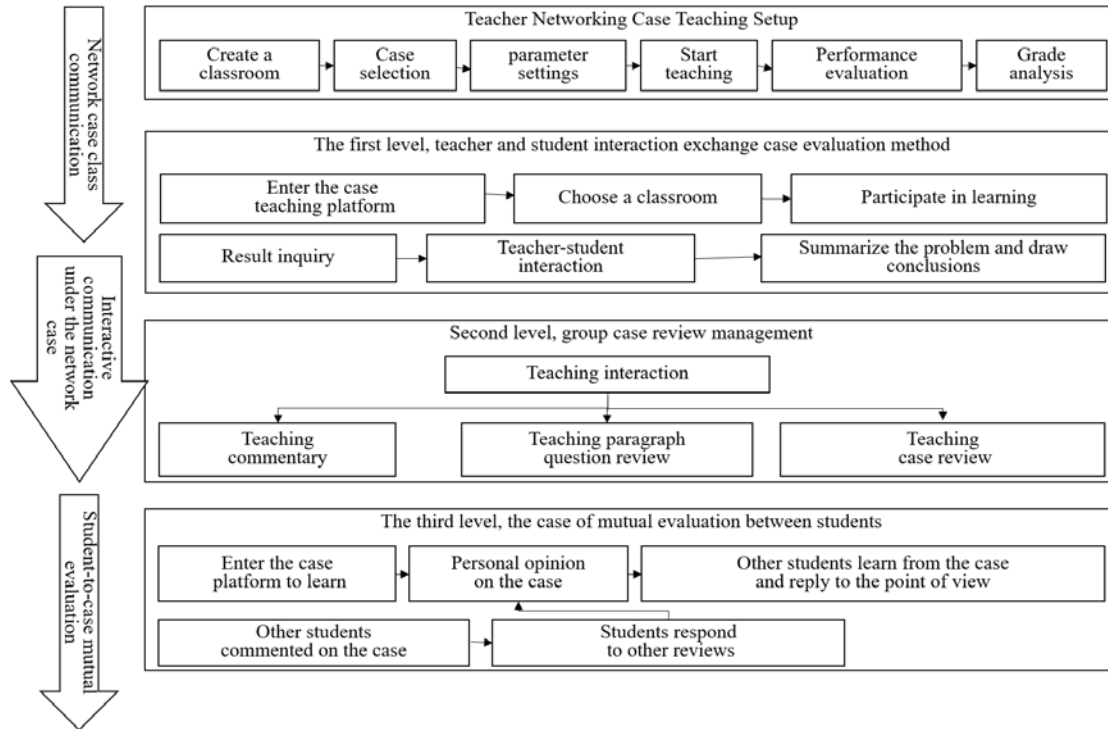 Teacher Networking Case Teaching Setup
Create a
classroom
Case
selection
parameter
settings
Start
teaching
Performance
evaluation
Grade
analysis
Network case class
communication
The first level, teacher and student interaction exchange case evaluation method
Enter the case
teaching platform
Choose a classroom
Participate in learning
Result inquiry
Teacher-student
interaction
Summarize the problem and draw
conclusions
Interactive
communication
under the network
case
Second level, group case review management
Teaching interaction
Teaching
commentary
Teaching paragraph
question review
Teaching
case review
Student-to-case mutual
evaluation
The third level, the case of mutual evaluation between students
Enter the case
platform to learn
Personal opinion
on the case
Other students learn from the case
and reply to the point of view
Other students
commented on the case
Students respond
to other reviews